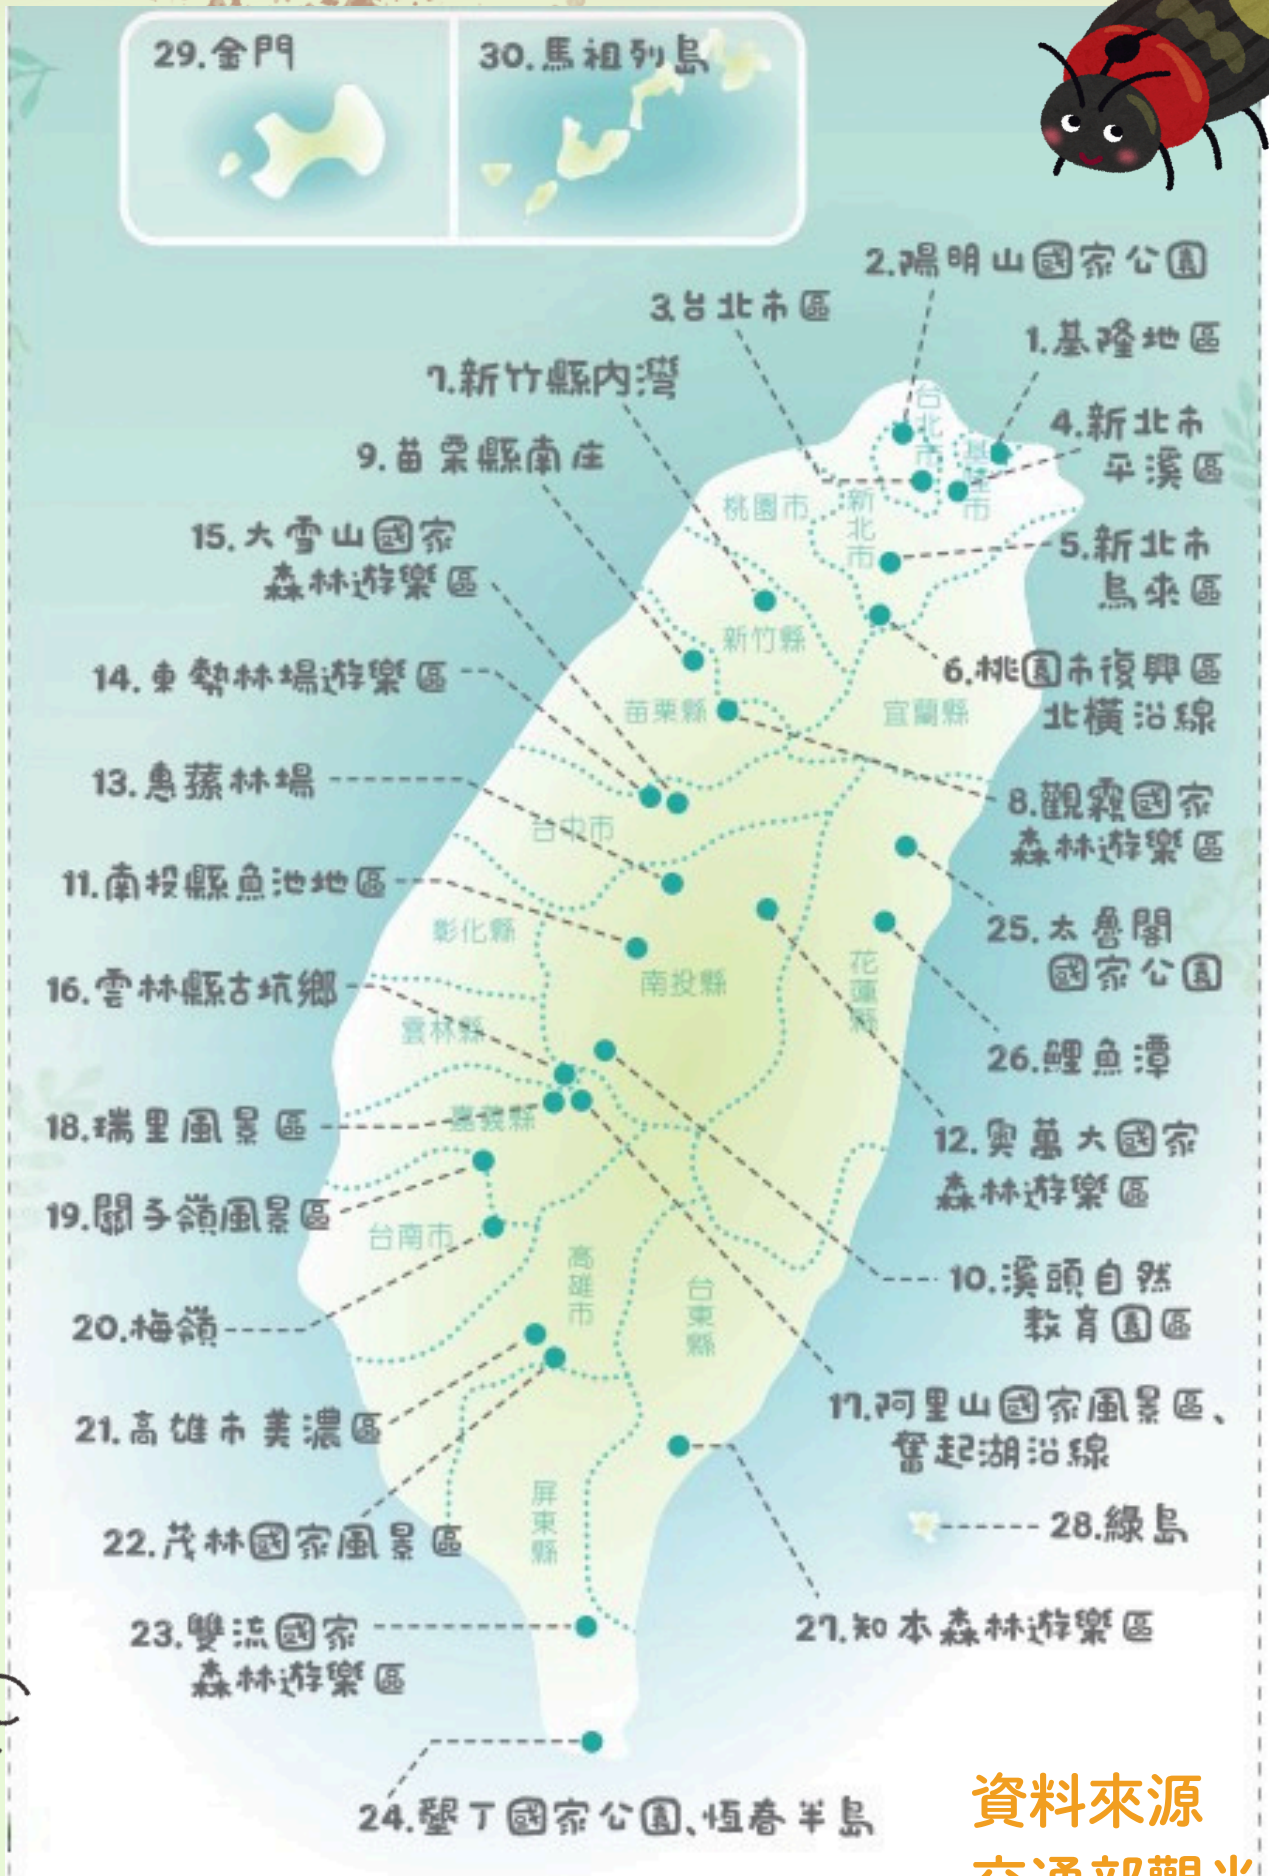 29.金門
30.馬祖列島
2.陽明山國家公園
3.台北市區
1.基隆地區
7.新竹縣內灣
4.新北市
平溪區
9.苗栗縣南庄
15.大雪山國家
森林遊樂區
5.新北市
烏來區
14.東勢林場遊樂區
6.桃園市復興區
北橫沿線
13.惠蓀林場
8.觀霧國家
森林遊樂區
11.南投縣魚池地區
25.太魯閣
國家公園
16.雲林縣古坑鄉
26.鯉魚潭
18.瑞里風景區
12.奧萬大國家
森林遊樂區
19.關子嶺風景區
10.溪頭自然
教育園區
20.梅嶺
17.阿里山國家風景區、
奮起湖沿線
21.高雄市美濃區
28.綠島
22.茂林國家風景區
27.知本森林遊樂區
23.雙流國家
森林遊樂區
24.墾丁國家公園、恆春半島
台北市
基隆市
桃園市
新北市
新竹縣
苗栗縣
宜蘭縣
台中市
彰化縣
南投縣
花蓮縣
雲林縣
嘉義縣
台南市
高雄市
台東縣
屏東縣
資料來源
交通部觀光